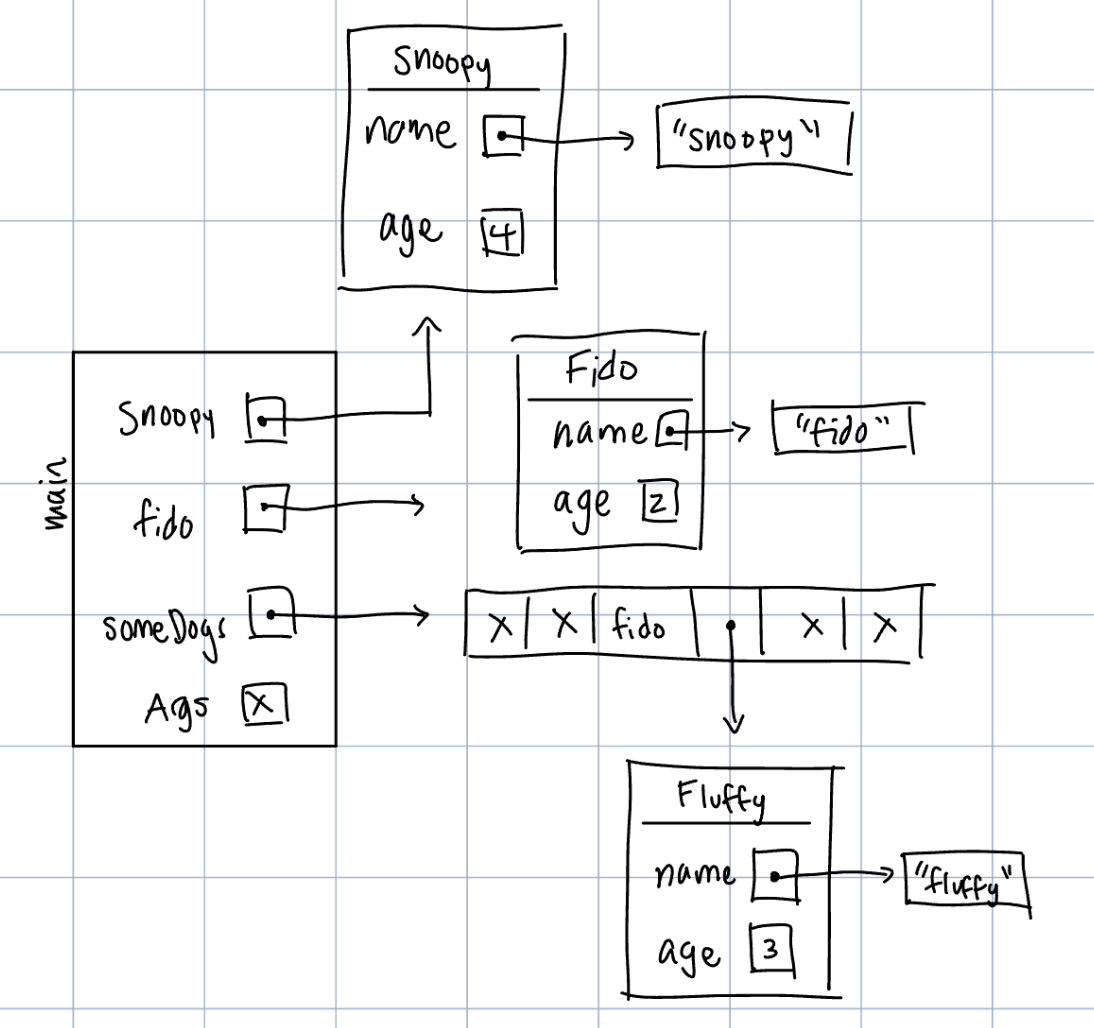 Snoopy
name
"snoopy"
age 4
main
Snoopy
fido
someDogs
Ags X
Fido
name
"fido"
age 2
X X fido X X
Fluffy
name
"fluffy"
age 3